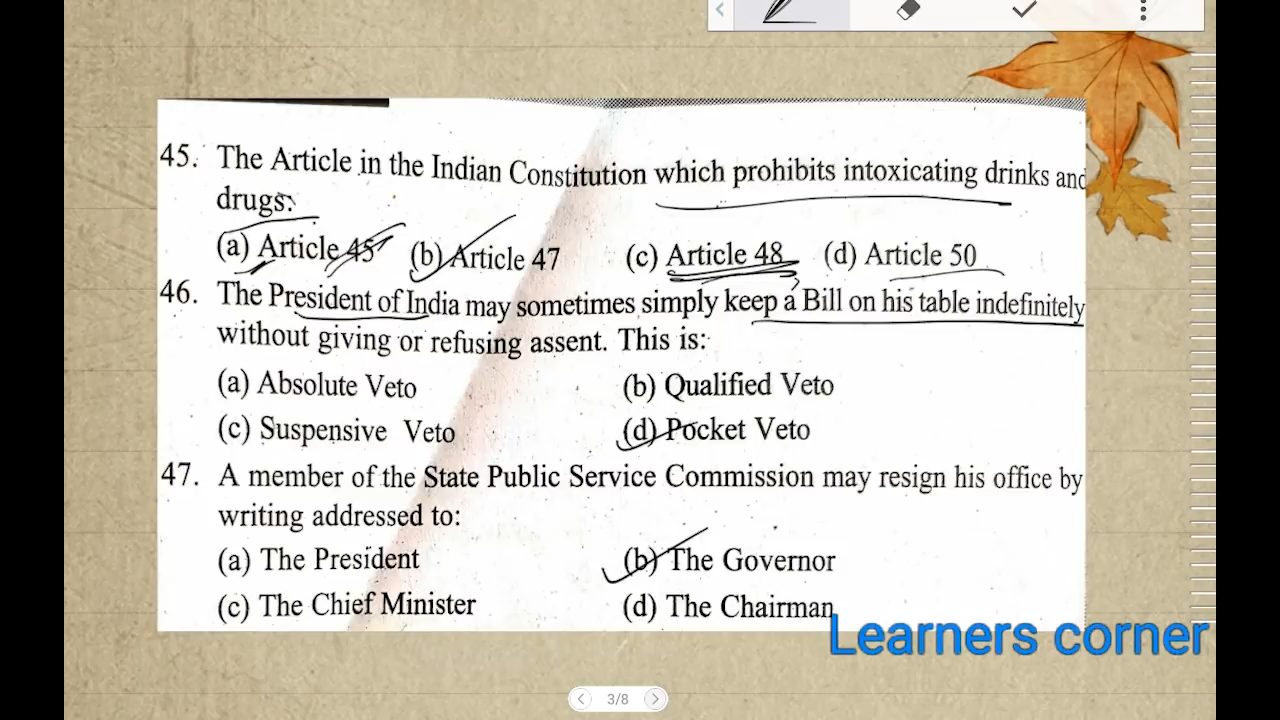 45. The Article in the Indian Constitution which prohibits intoxicating drinks and
drugs:
(a) Article 45 (b) Article 47 (c) Article 48 (d) Article 50
46. The President of India may sometimes simply keep a Bill on his table indefinitely
without giving or refusing assent. This is:
(a) Absolute Veto (b) Qualified Veto
(c) Suspensive Veto (d) Pocket Veto
47. A member of the State Public Service Commission may resign his office by
writing addressed to:
(a) The President (b) The Governor
(c) The Chief Minister (d) The Chairman
Learners corner
3/8